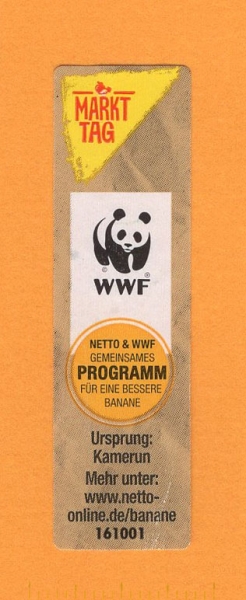 MARKT
TAG
®
WWF
®
NETTO & WWF
GEMEINSAMES
PROGRAMM
FÜR EINE BESSERE
BANANE
Ursprung:
Kamerun
Mehr unter:
www.netto-
online.de/banane
161001